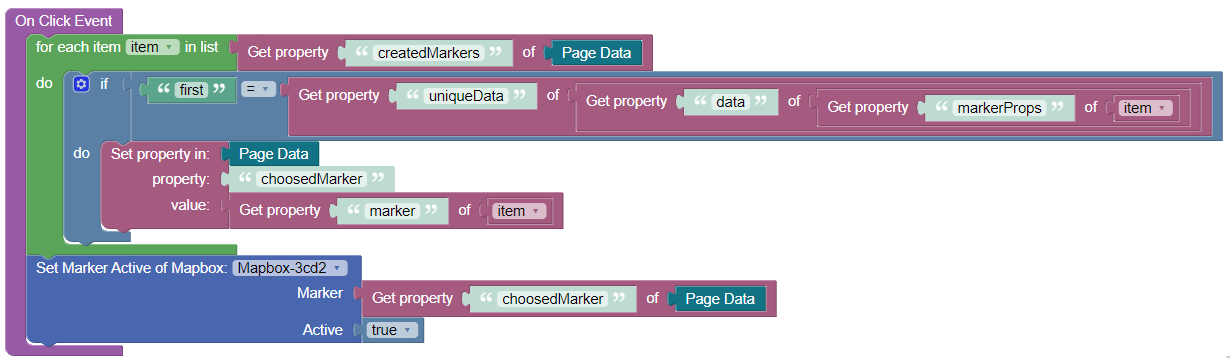 On Click Event
for each item item in list Get property “ createdMarkers ” of Page Data
do if “ first ” = Get property “ uniqueData ” of Get property “ data ” of Get property “ markerProps ” of item
do Set property in: Page Data
property: “ choosedMarker ”
value: Get property “ marker ” of item
Set Marker Active of Mapbox: Mapbox-3cd2
Marker Get property “ choosedMarker ” of Page Data
Active true